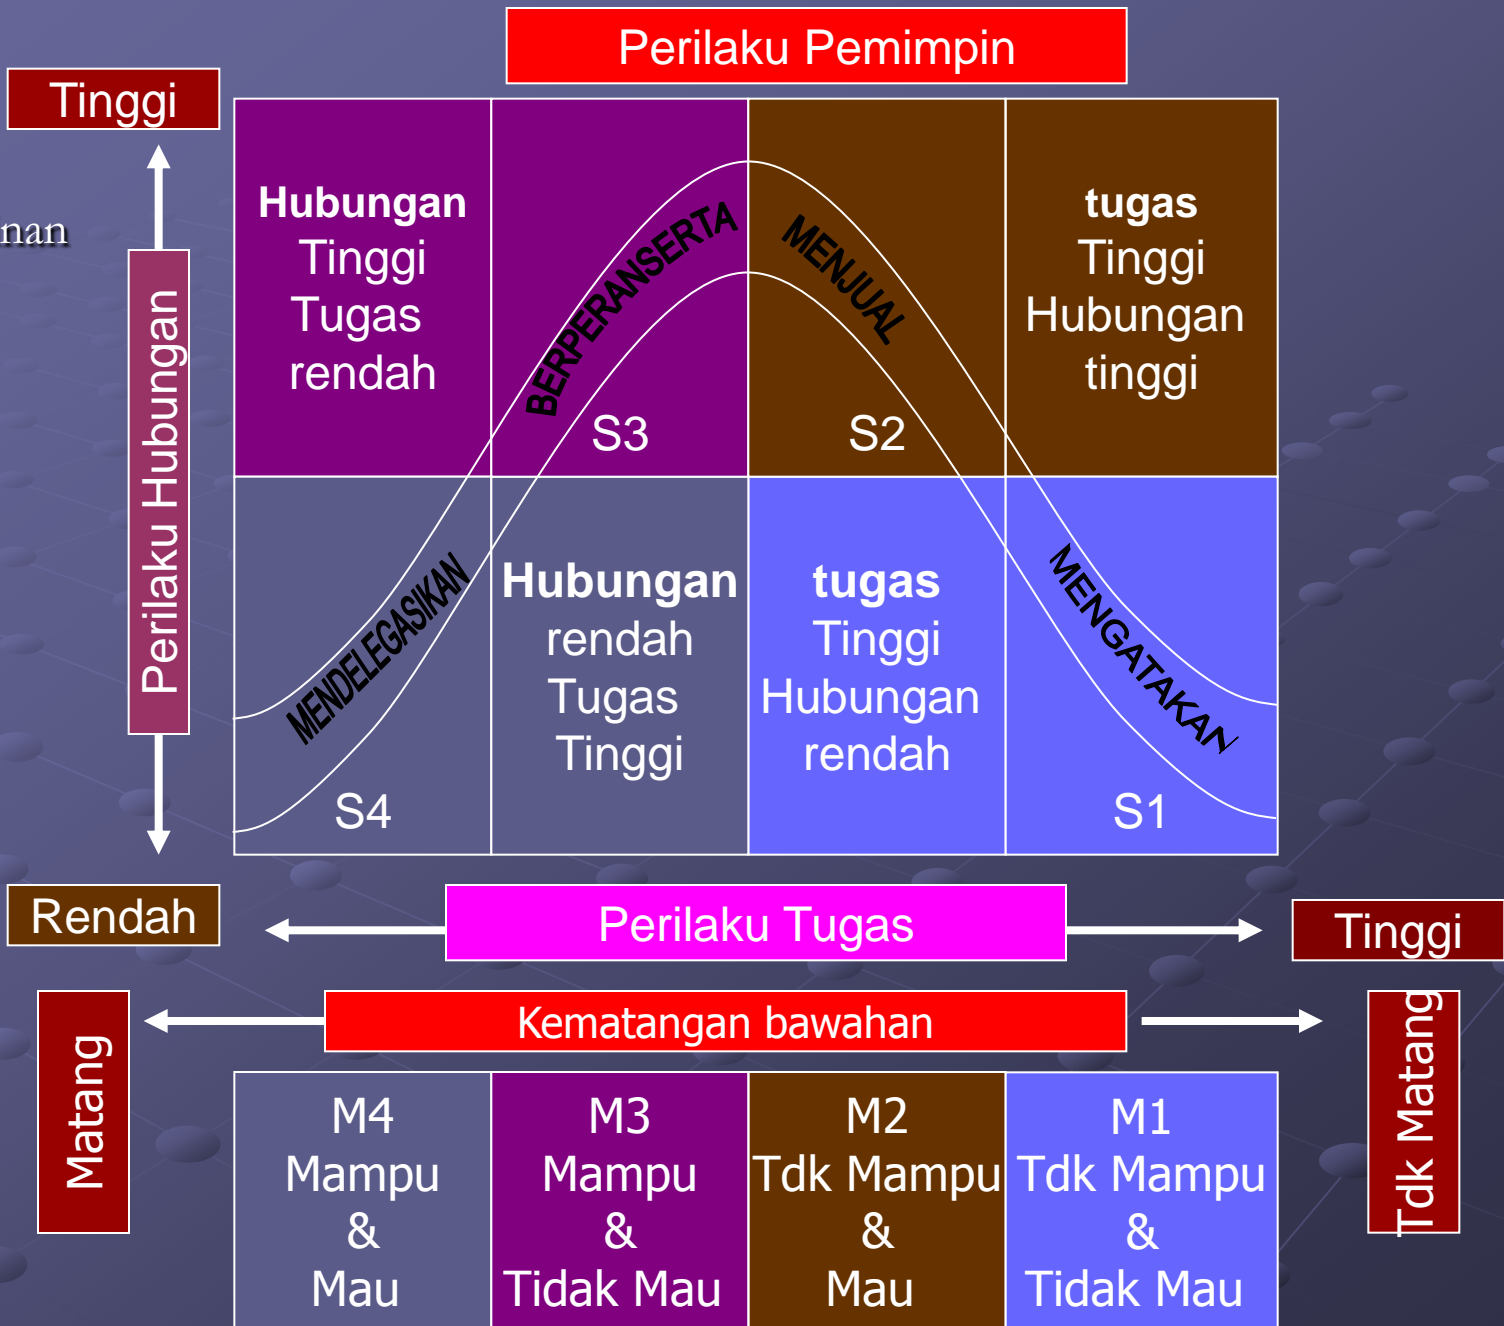 Perilaku Pemimpin
Tinggi
nan
Perilaku Hubungan
Hubungan
Tinggi
Tugas
rendah
BERPERANSERTA
S3
MENJUAL
S2
tugas
Tinggi
Hubungan
tinggi
MENDELEGASIKAN
S4
Hubungan
rendah
Tugas
Tinggi
tugas
Tinggi
Hubungan
rendah
MENGATAKAN
S1
Rendah
Perilaku Tugas
Tinggi
Matang
Kematangan bawahan
Tdk Matang
M4
Mampu
&
Mau
M3
Mampu
&
Tidak Mau
M2
Tdk Mampu
&
Mau
M1
Tdk Mampu
&
Tidak Mau